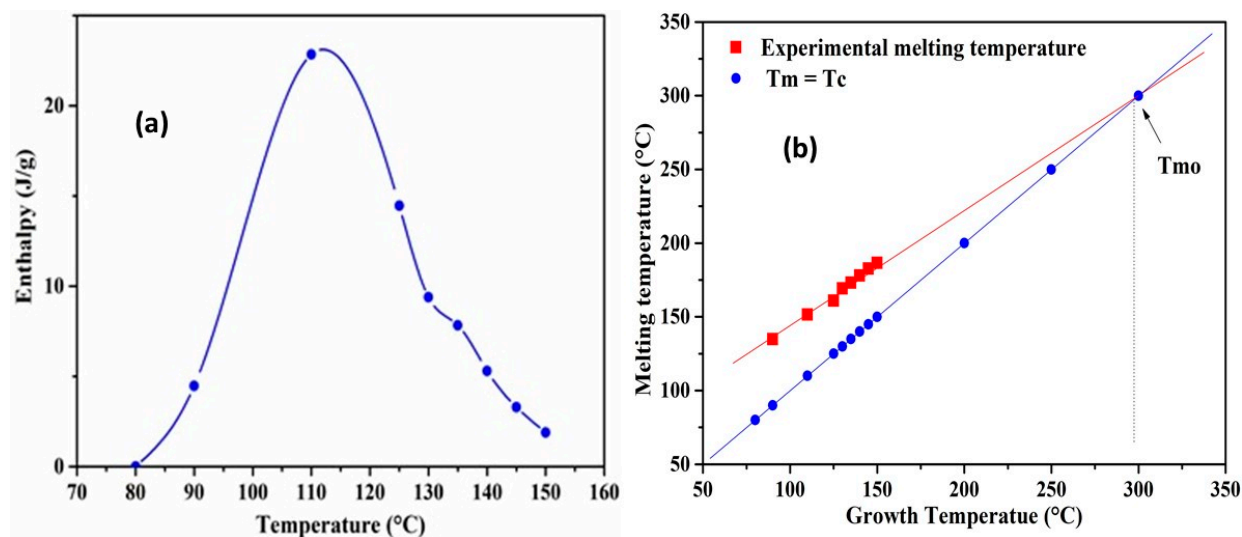 (a)
Enthalpy (J/g)
20
10
0
70 80 90 100 110 120 130 140 150 160
Temperature (°C)
(b)
Experimental melting temperature
Tm = Tc
Tmo
Melting temperature (°C)
350
300
250
200
150
100
50
50 100 150 200 250 300 350
Growth Temperatue (°C)